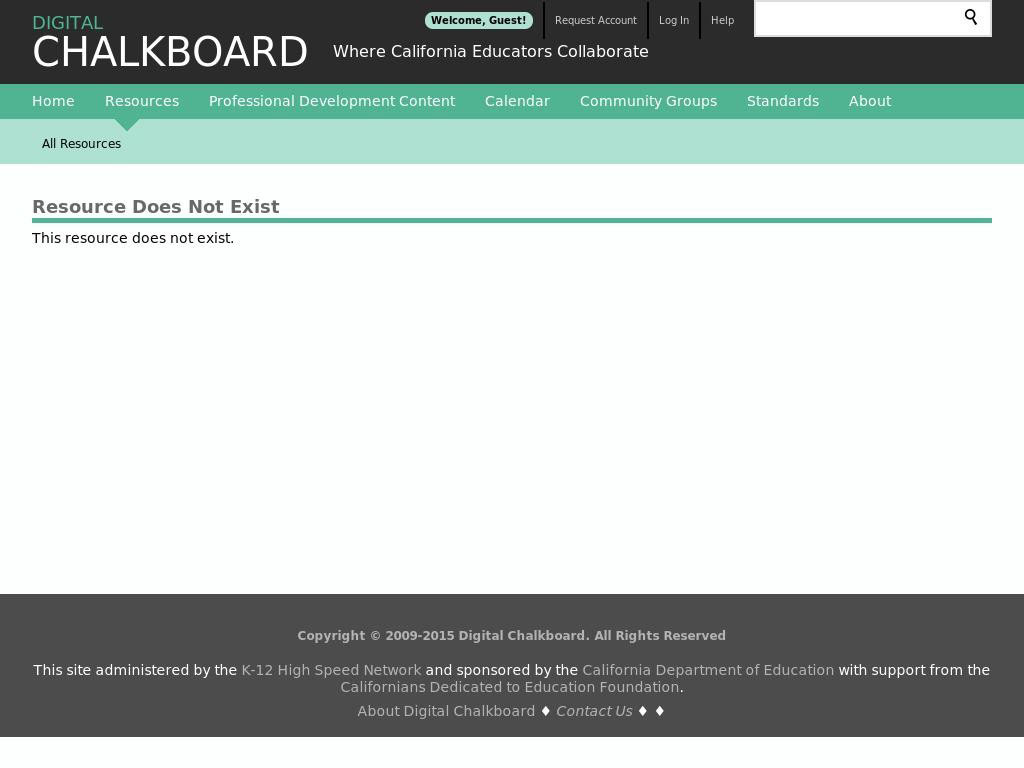 DIGITAL
CHALKBOARD
Where California Educators Collaborate
Welcome, Guest!
Request Account
Log In
Help
Home
Resources
Professional Development Content
Calendar
Community Groups
Standards
About
All Resources
Resource Does Not Exist
This resource does not exist.
Copyright © 2009-2015 Digital Chalkboard. All Rights Reserved
This site administered by the K-12 High Speed Network and sponsored by the California Department of Education with support from the
Californians Dedicated to Education Foundation.
About Digital Chalkboard ♦ Contact Us ♦ ♦